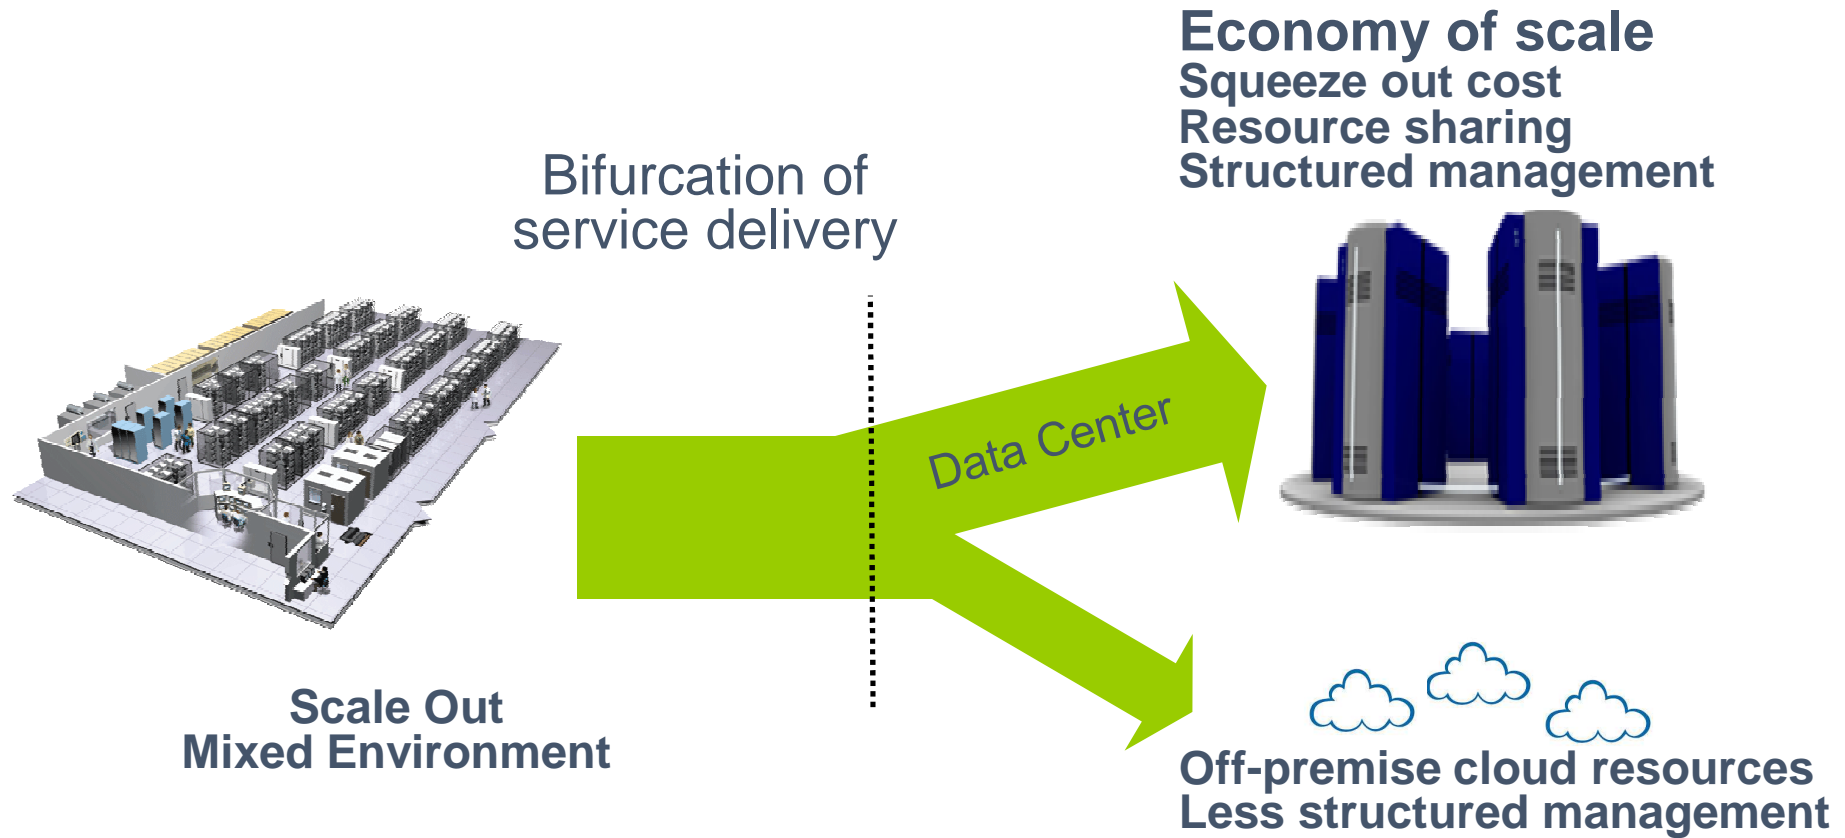 Economy of scale
Squeeze out cost
Resource sharing
Structured management
Bifurcation of
service delivery
Data Center
Scale Out
Mixed Environment
Off-premise cloud resources
Less structured management